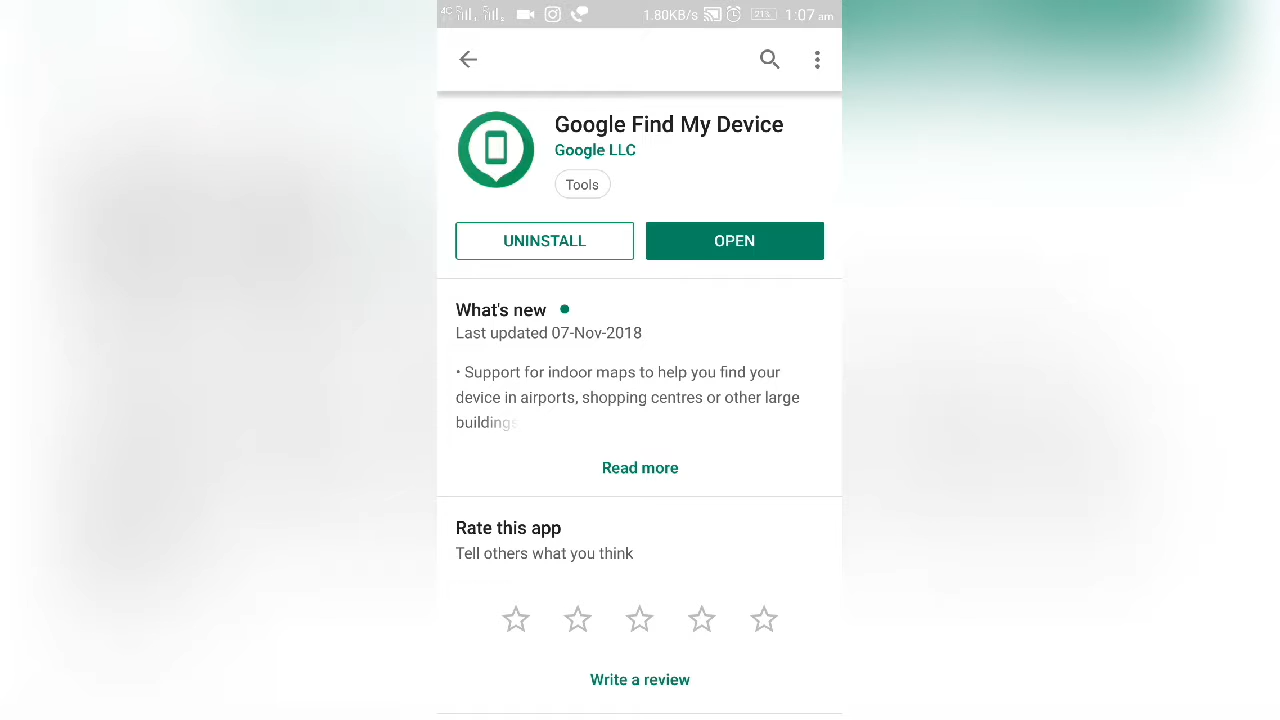 4G 1.80KB/s 21% 1:07 am
Google Find My Device
Google LLC
Tools
UNINSTALL OPEN
What's new
Last updated 07-Nov-2018
• Support for indoor maps to help you find your
device in airports, shopping centres or other large
buildings
Read more
Rate this app
Tell others what you think
Write a review